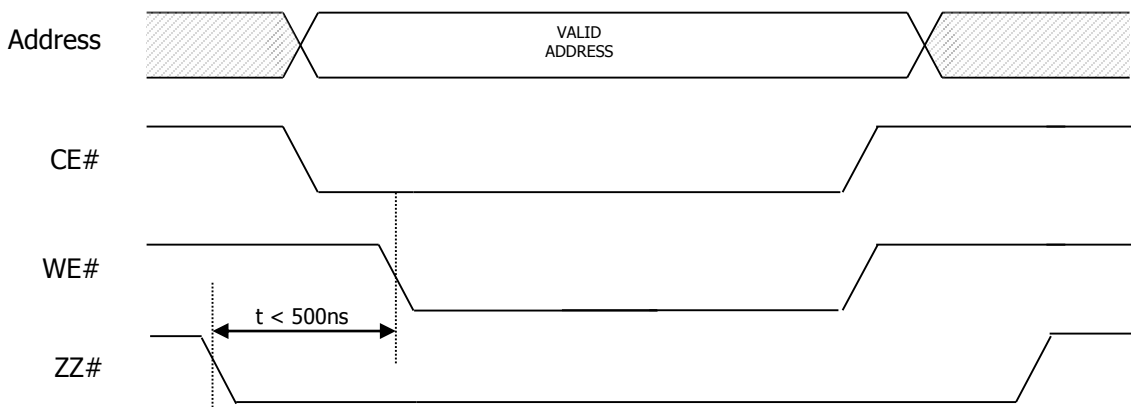 Address
VALID
ADDRESS
CE#
WE#
t < 500ns
ZZ#